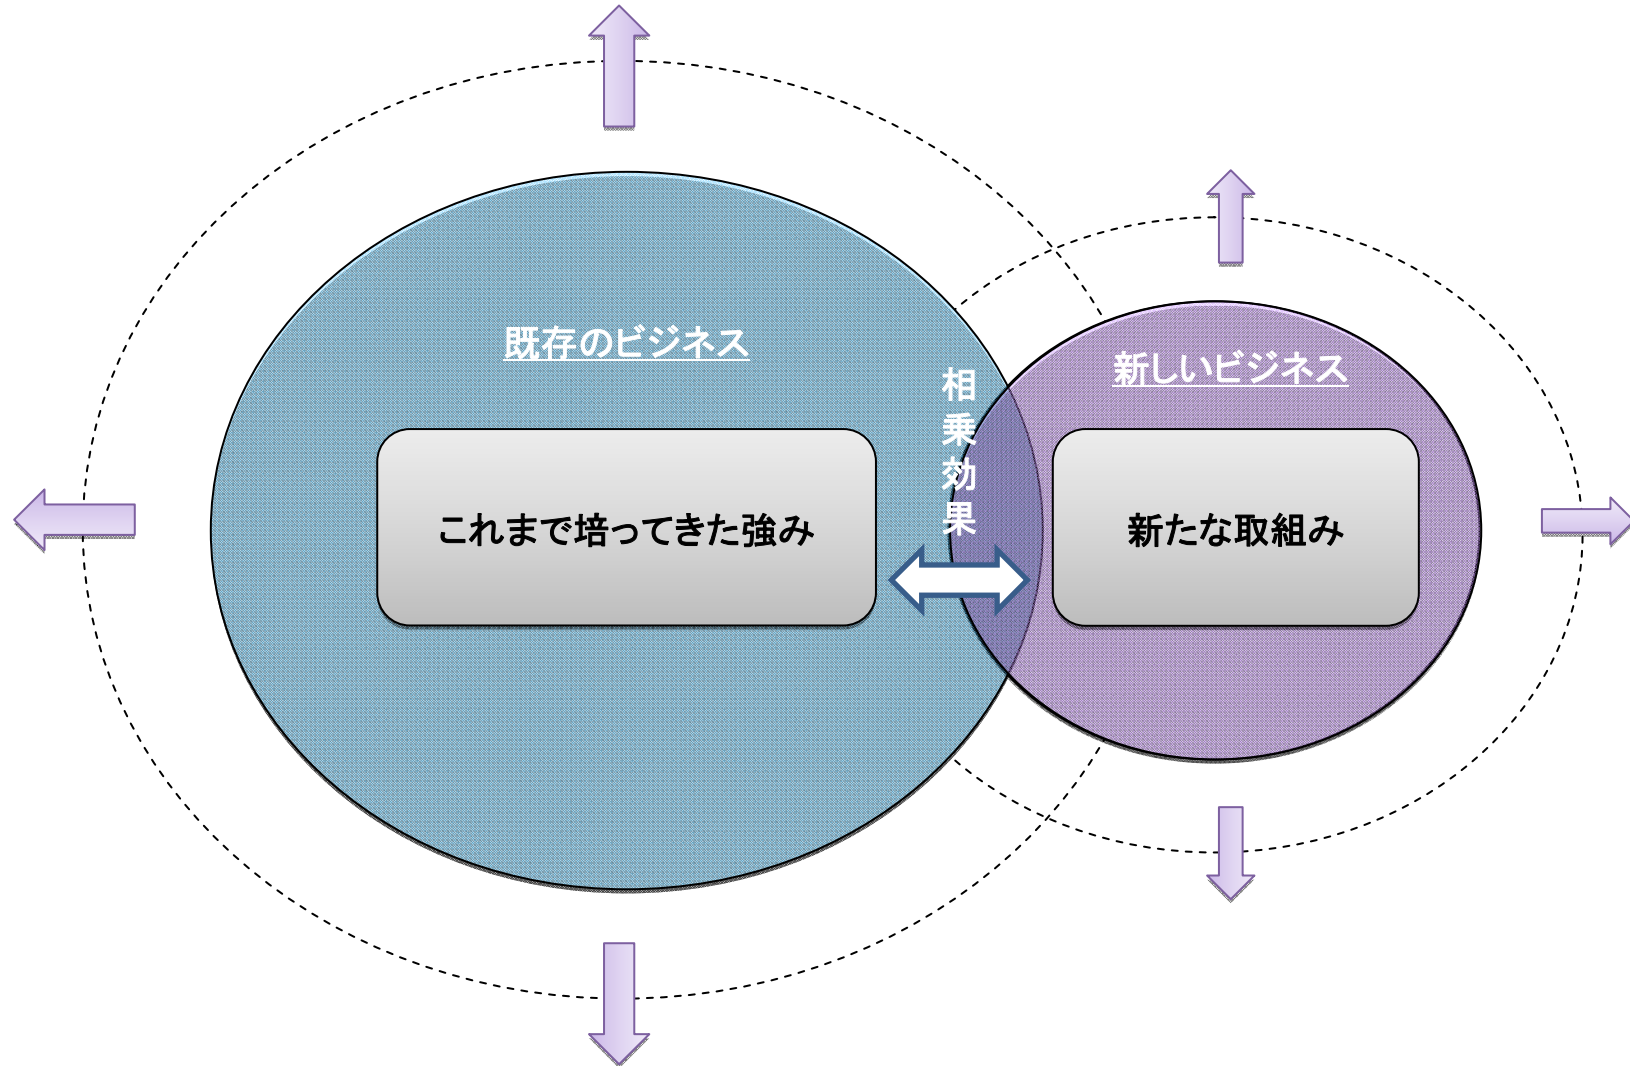 既存のビジネス
これまで培ってきた強み
相乗効果
新しいビジネス
新たな取組み